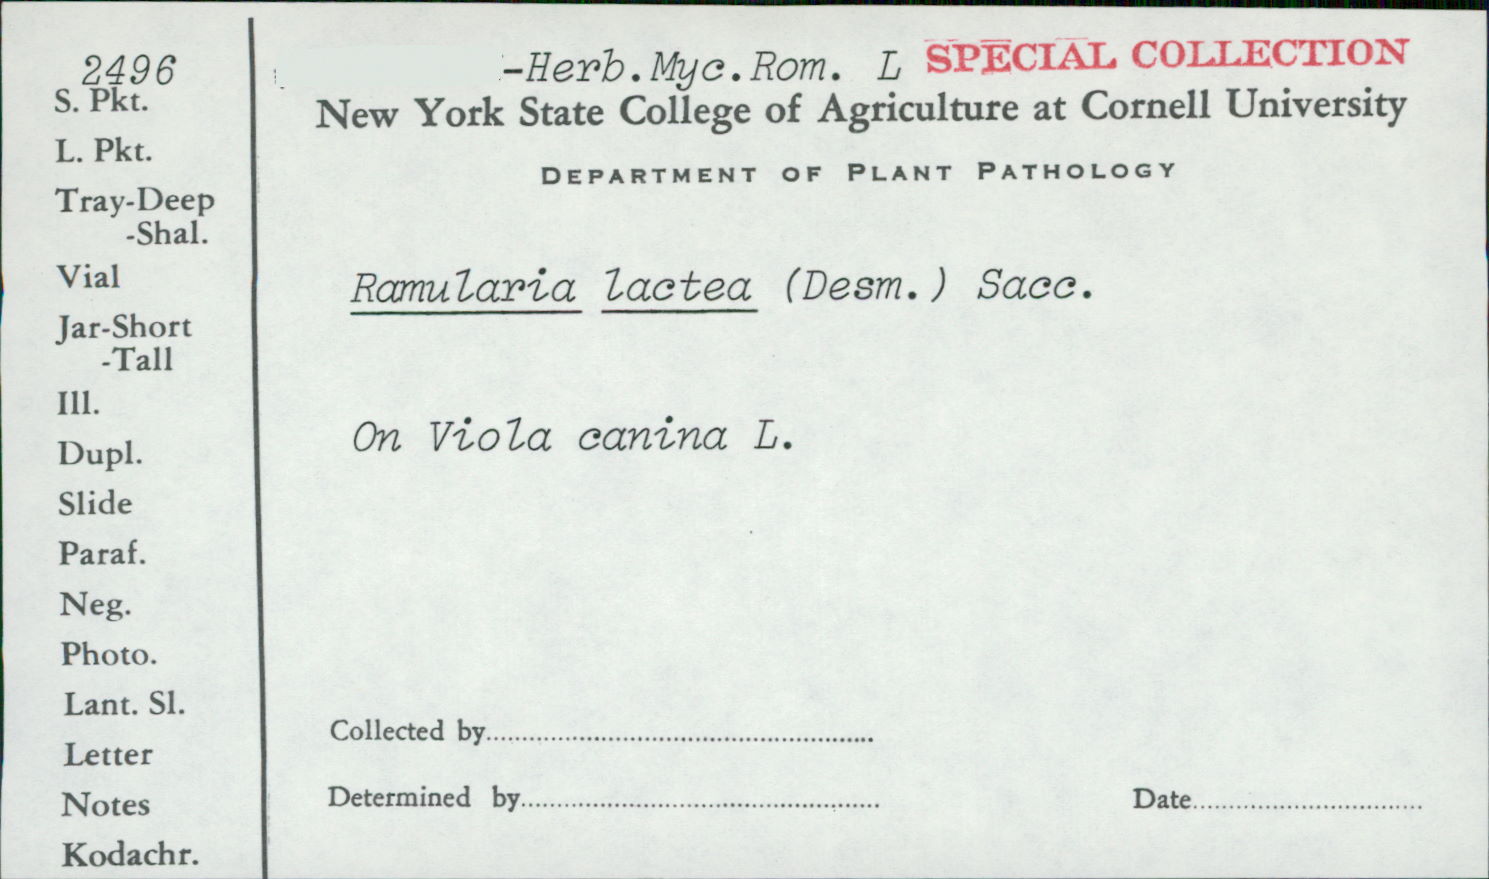 2496
S. Pkt.
L. Pkt.
Tray-Deep
-Shal.
Vial
Jar-Short
-Tall
Ill.
Dupl.
Slide
Paraf.
Neg.
Photo.
Lant. Sl.
Letter
Notes
Kodachr.
-Herb.Myc.Rom. L SPECIAL COLLECTION
New York State College of Agriculture at Cornell University
DEPARTMENT OF PLANT PATHOLOGY
Ramularia lactea (Desm.) Sacc.
On Viola canina L.
Collected by
Determined by Date